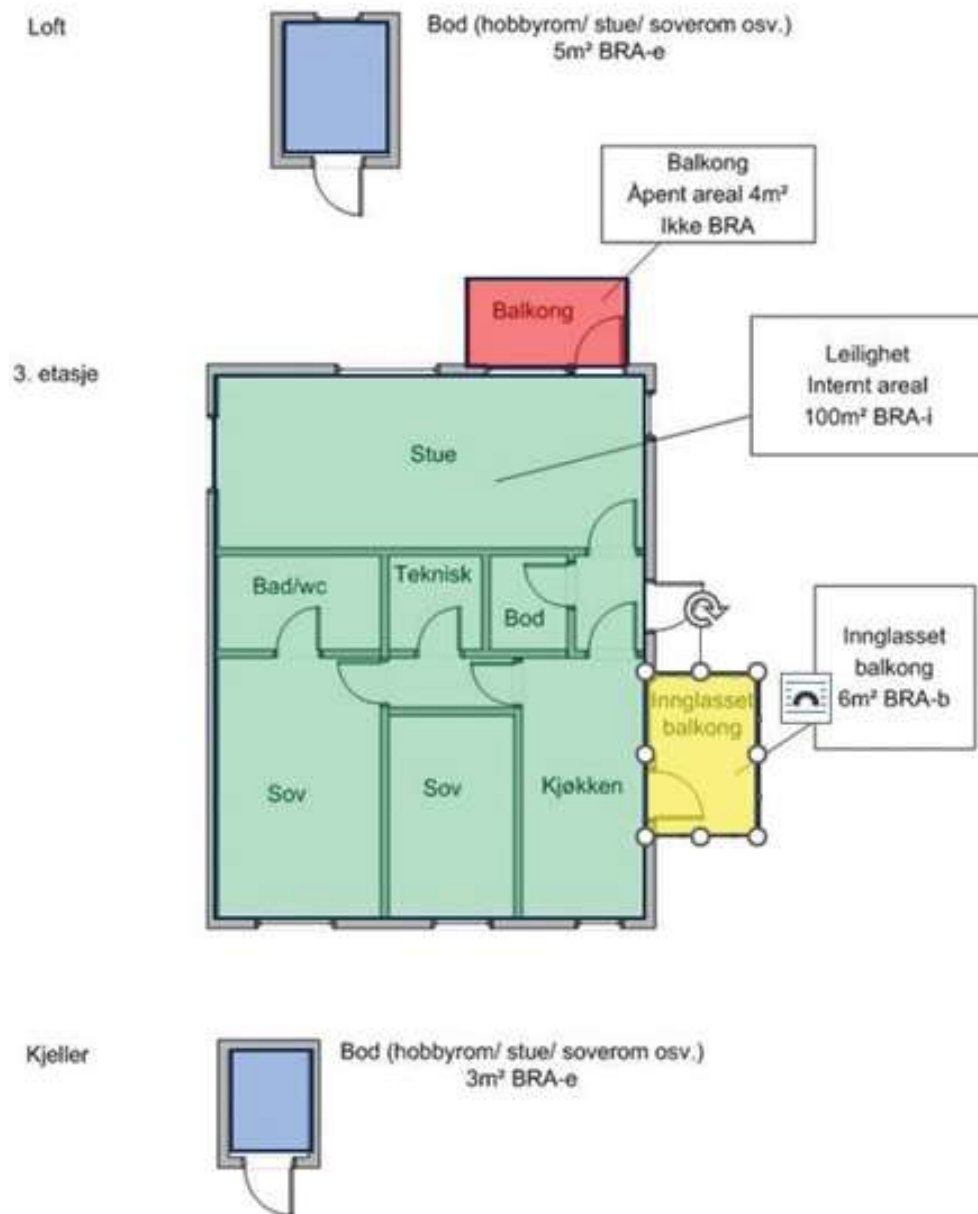 Loft
Bod (hobbyrom/ stue/ soverom osv.)
5m² BRA-e
Balkong
Åpent areal 4m²
Ikke BRA
Balkong
3. etasje
Leilighet
Internt areal
100m² BRA-i
Stue
Bad/wc
Teknisk
Bod
Innglasset
balkong
6m² BRA-b
Innglasset
balkong
Sov
Sov
Kjøkken
Kjeller
Bod (hobbyrom/ stue/ soverom osv.)
3m² BRA-e